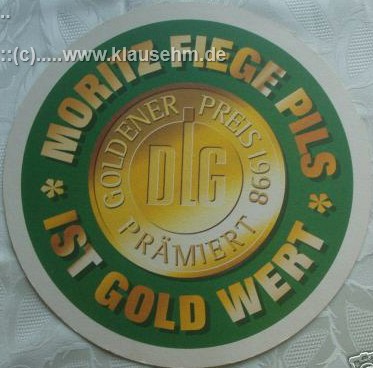 ::(c).....www.klausehm.de
MORITZ FIEGE PILS
* IST GOLD WERT *
GOLDENER PREIS 1998
DLG
PRÄMIERT